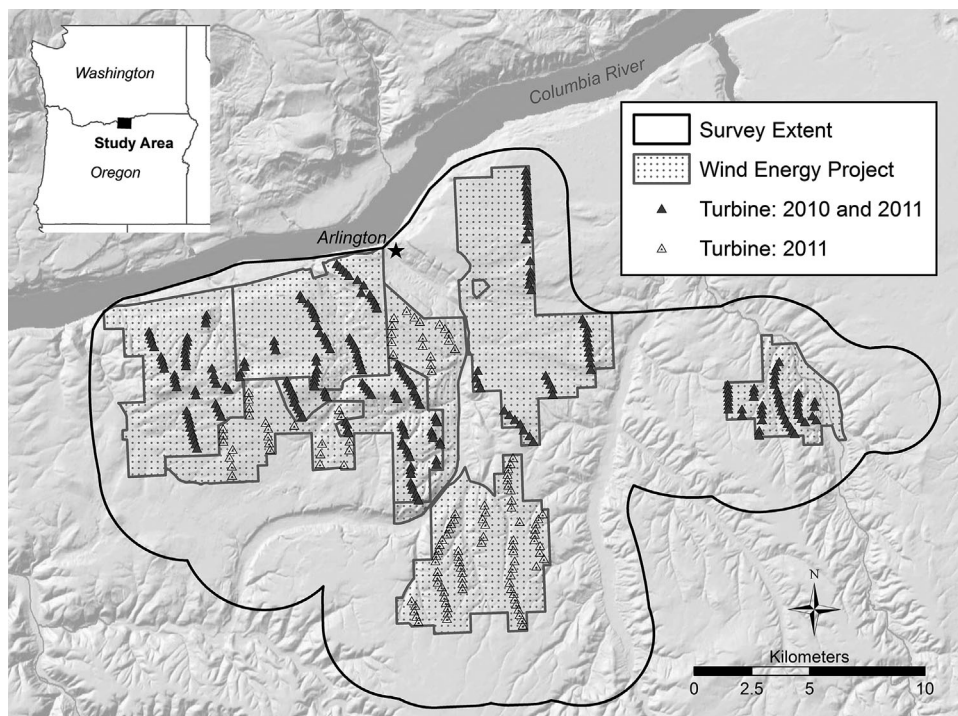 Washington
Study Area
Oregon
Columbia River
Survey Extent
Wind Energy Project
Turbine: 2010 and 2011
Turbine: 2011
Arlington
N
Kilometers
0 2.5 5 10